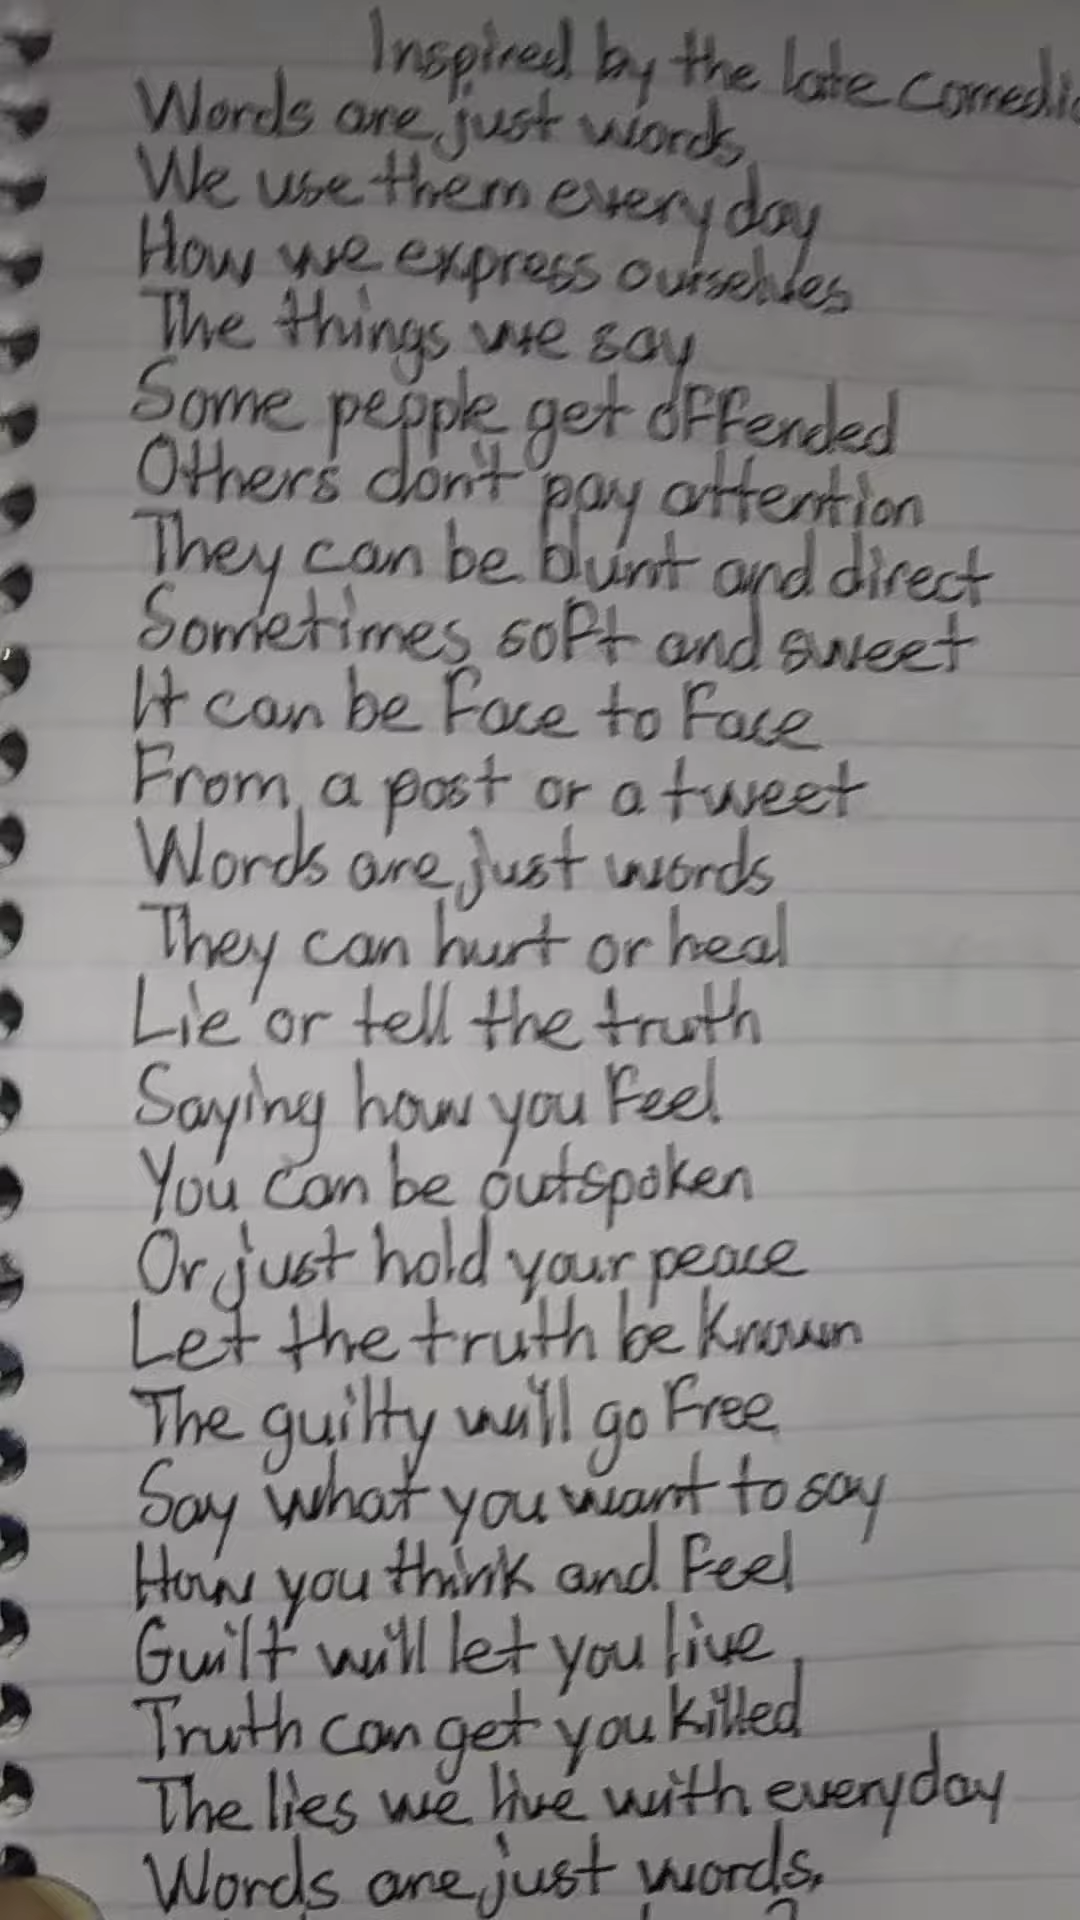 Inspired by the late comedic
Words are just words
We use them every day
How we express ourselves
The things we say
Some people get offended
Others don't pay attention
They can be blunt and direct
Sometimes soft and sweet
It can be face to face
From a post or a tweet
Words are just words
They can hurt or heal
Lie or tell the truth
Saying how you feel
You can be outspoken
Or just hold your peace
Let the truth be known
The guilty will go free
Say what you want to say
How you think and feel
Guilt will let you live
Truth can get you killed
The lies we live with everyday
Words are just words.